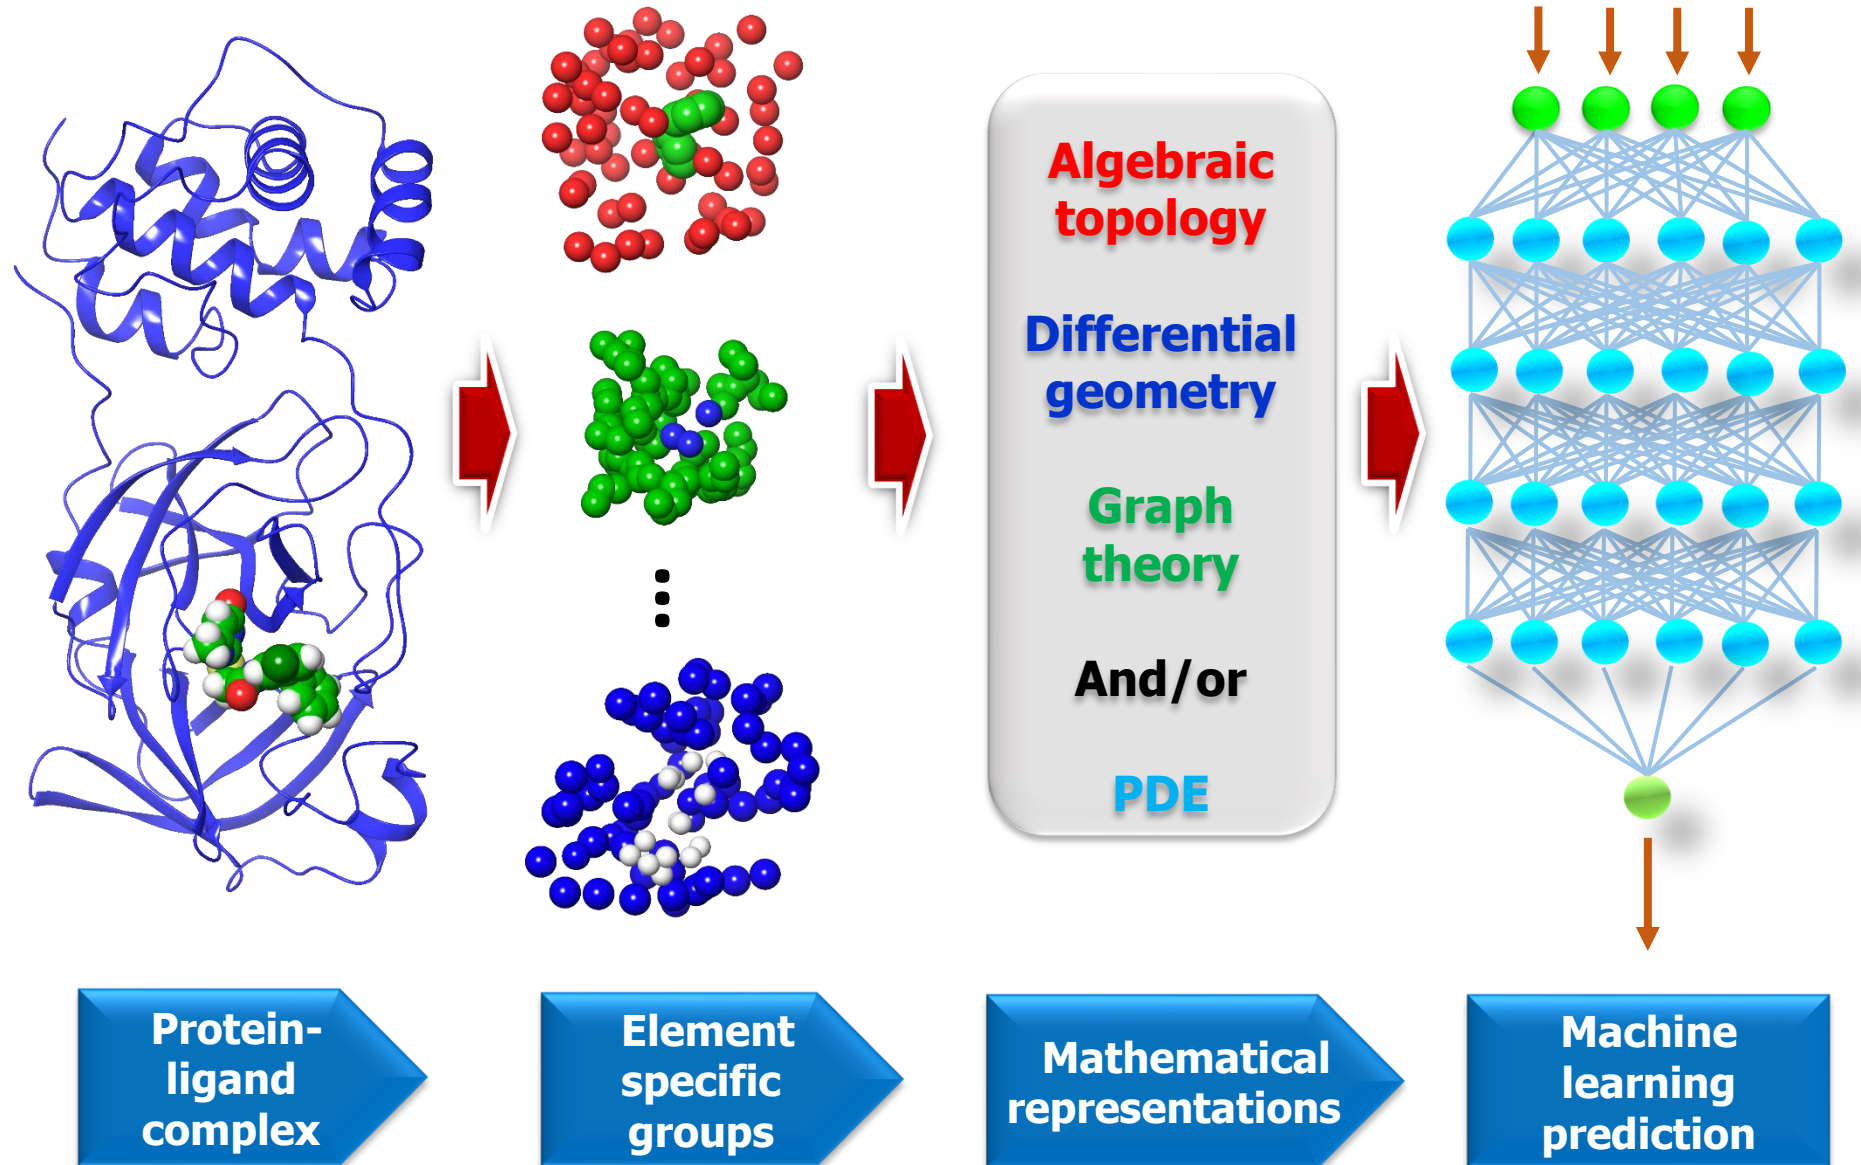 Algebraic
topology
Differential
geometry
Graph
theory
And/or
PDE
Protein-
ligand
complex
Element
specific
groups
Mathematical
representations
Machine
learning
prediction